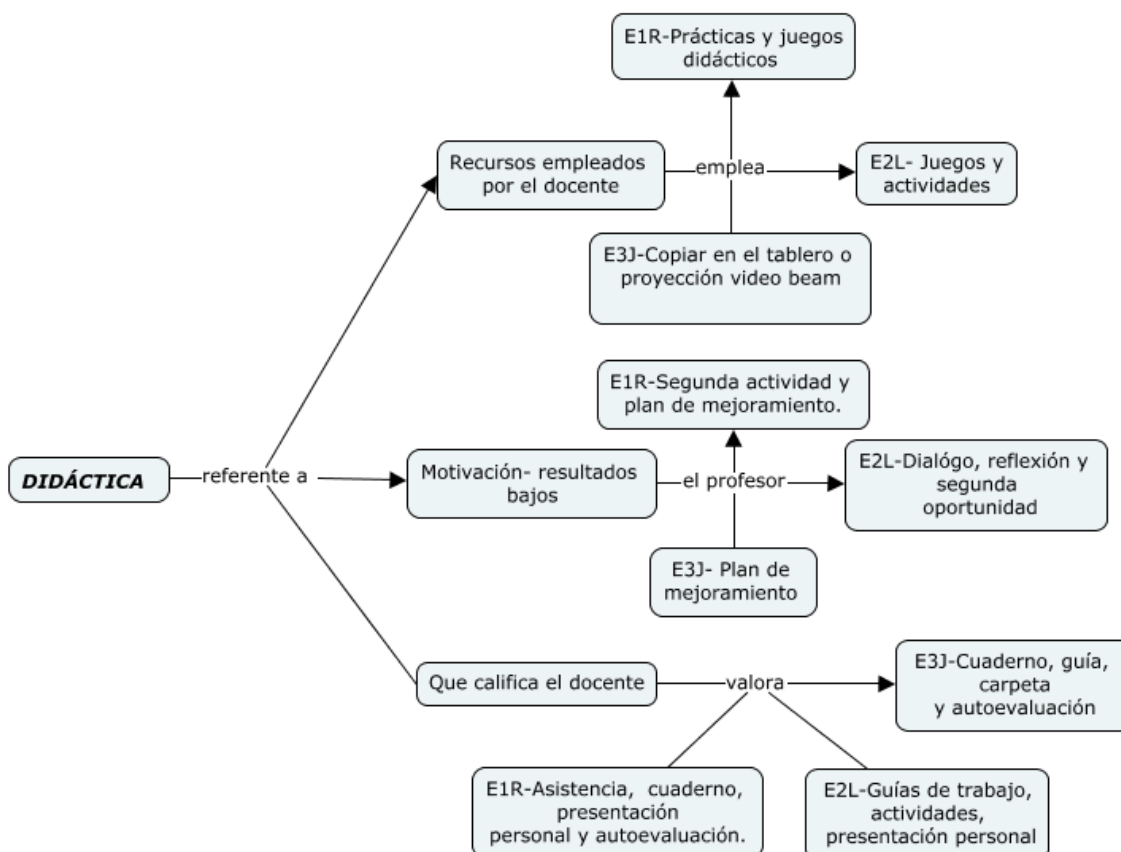 E1R-Prácticas y juegos
didácticos
Recursos empleados
por el docente
emplea
E2L- Juegos y
actividades
E3J-Copiar en el tablero o
proyección video beam
E1R-Segunda actividad y
plan de mejoramiento.
DIDÁCTICA
referente a
Motivación- resultados
bajos
el profesor
E2L-Dialógo, reflexión y
segunda
oportunidad
E3J- Plan de
mejoramiento
Que califica el docente
valora
E3J-Cuaderno, guía,
carpeta
y autoevaluación
E1R-Asistencia, cuaderno,
presentación
personal y autoevaluación.
E2L-Guías de trabajo,
actividades,
presentación personal